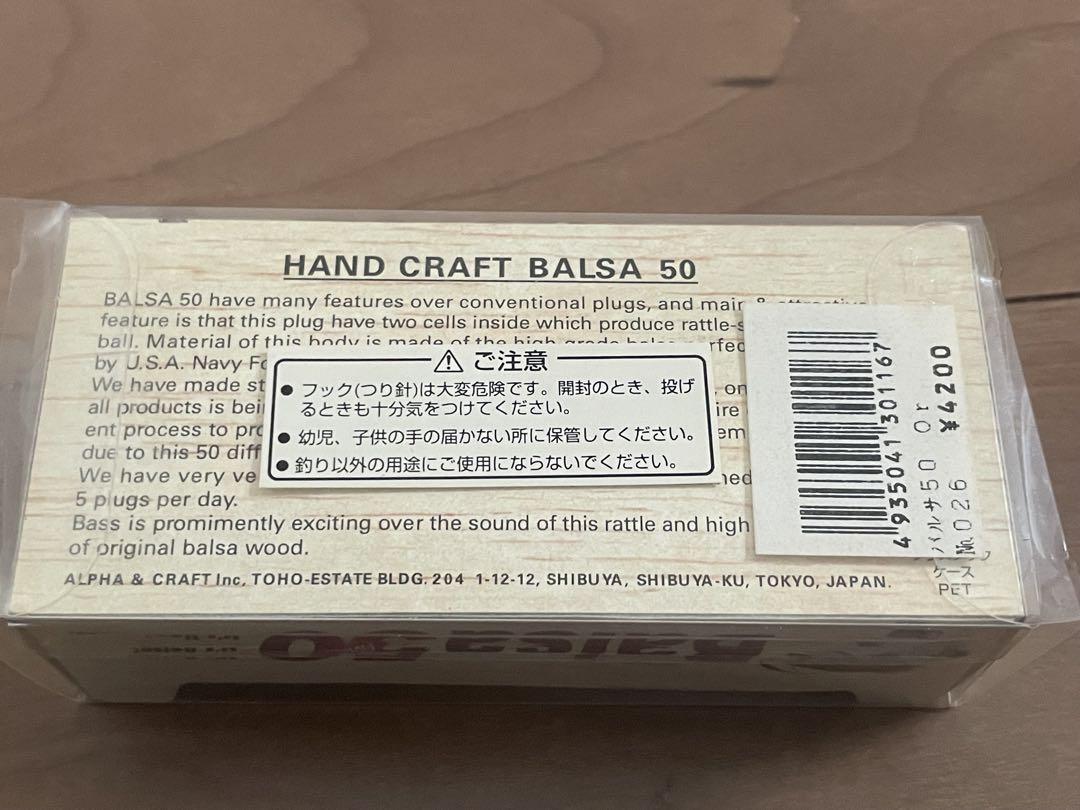 HAND CRAFT BALSA 50
BALSA 50 have many features over conventional plugs, and main & attractive
feature is that this plug have two cells inside which produce
ball. Material of this body is made of the high grade balsa
by U.S.A. Navy
We have made
all products is
ent process to
due to this 50
We have very
5 plugs per day.
Bass is promimently exciting over the sound of this rattle and high
of original balsa wood.
ALPHA & CRAFT Inc. TOHO-ESTATE BLDG. 204 1-12-12, SHIBUYA, SHIBUYA-KU, TOKYO, JAPAN.
⚠ ご注意
● フック(つり針)は大変危険です。開封のとき、投げ
るときも十分気をつけてください。
● 幼児、子供の手の届かない所に保管してください。
● 釣り以外の用途にご使用にならないでください。
4935041301167
バルサ50 Or
№026 ¥4200
ケース
PET
Balsa 50